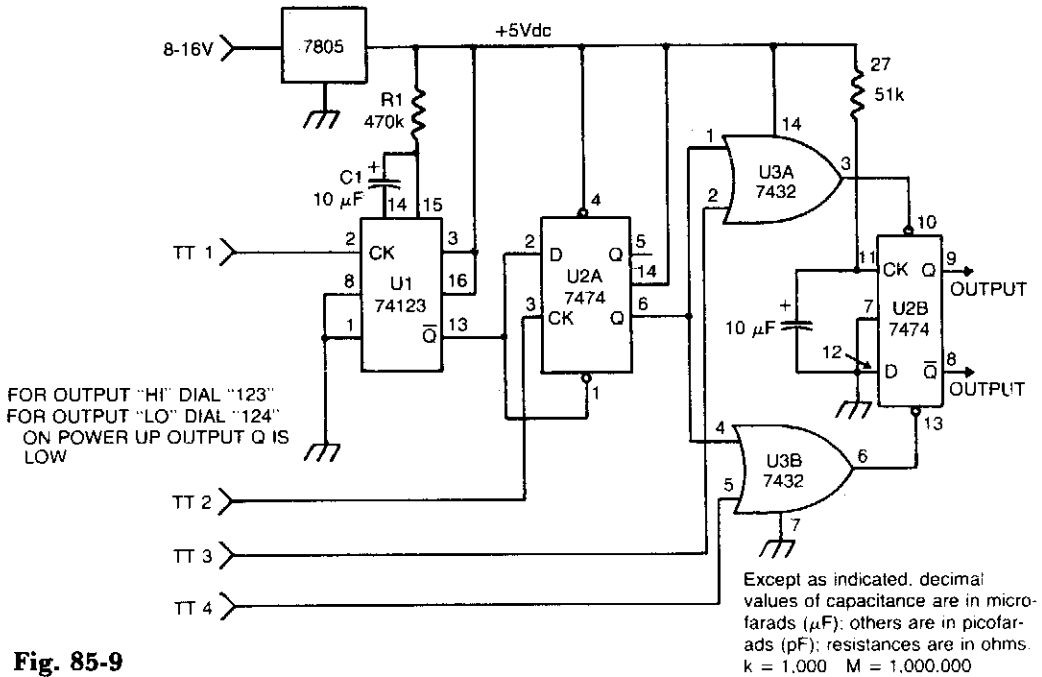 8-16V
7805
+5Vdc
R1
470k
C1
+
10 µF
14
15
27
51k
TT 1
2
CK
3
U1
74123
16
8
1
Q̅
13
4
2
D
Q
5
U2A
14
7474
3
CK
Q
6
1
1
14
U3A
7432
2
3
10
11
CK
Q
9
OUTPUT
U2B
7474
7
+
10 µF
12
D
Q̅
8
OUTPUT
13
4
U3B
7432
5
6
7
FOR OUTPUT "HI" DIAL "123"
FOR OUTPUT "LO" DIAL "124"
ON POWER UP OUTPUT Q IS
LOW
TT 2
TT 3
TT 4
Except as indicated, decimal
values of capacitance are in micro-
farads (µF); others are in picofar-
ads (pF); resistances are in ohms.
k = 1,000 M = 1,000,000
Fig. 85-9